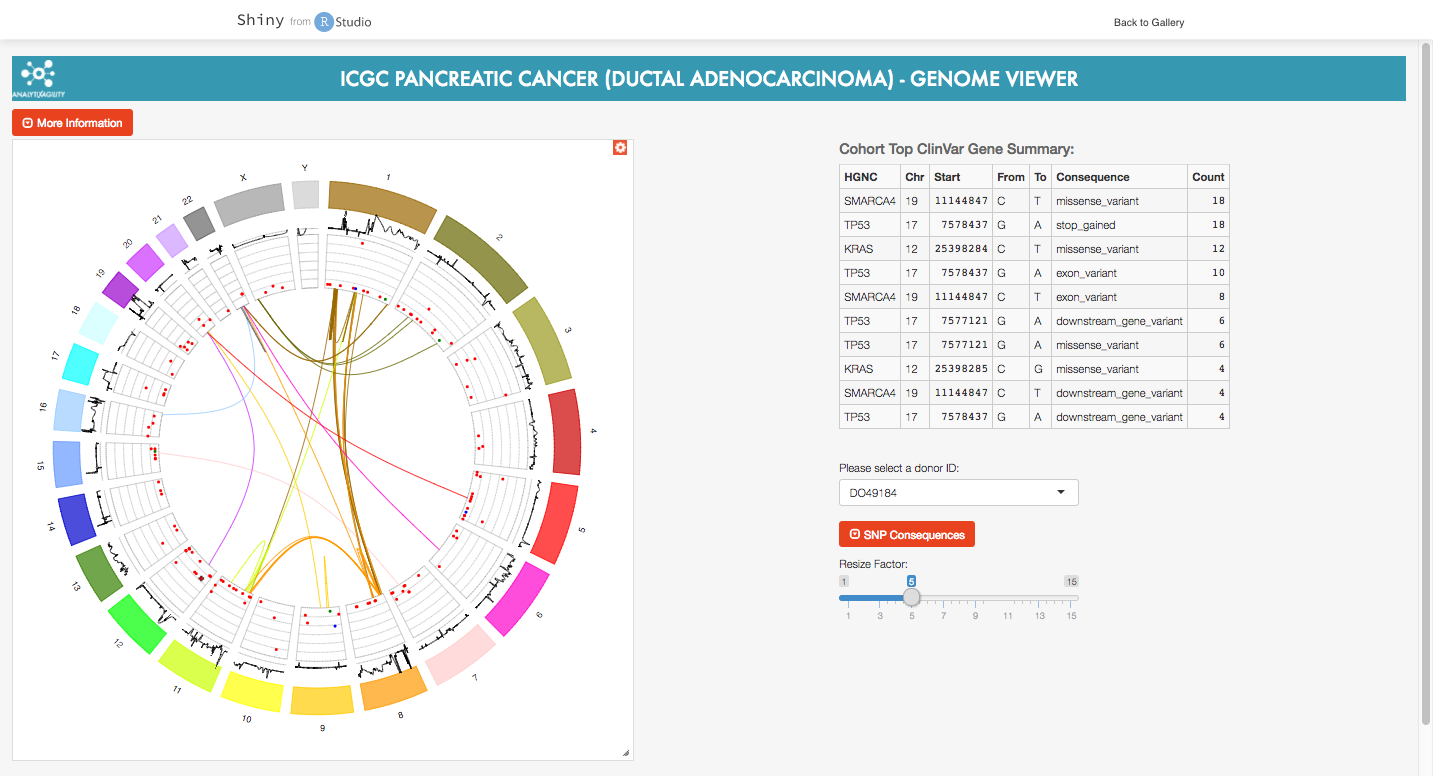 Shiny from R Studio
Back to Gallery
ANALYTIXAGILITY
ICGC PANCREATIC CANCER (DUCTAL ADENOCARCINOMA) - GENOME VIEWER
More Information
1
2
3
4
5
6
7
8
9
10
11
12
13
14
15
16
17
18
19
20
21
22
X
Y
Cohort Top ClinVar Gene Summary:
HGNC Chr Start From To Consequence Count
SMARCA4 19 11144847 C T missense_variant 18
TP53 17 7578437 G A stop_gained 18
KRAS 12 25398284 C T missense_variant 12
TP53 17 7578437 G A exon_variant 10
SMARCA4 19 11144847 C T exon_variant 8
TP53 17 7577121 G A downstream_gene_variant 6
TP53 17 7577121 G A missense_variant 6
KRAS 12 25398285 C G missense_variant 4
SMARCA4 19 11144847 C T downstream_gene_variant 4
TP53 17 7578437 G A downstream_gene_variant 4
Please select a donor ID:
DO49184
SNP Consequences
Resize Factor:
1 5 15
1 3 5 7 9 11 13 15